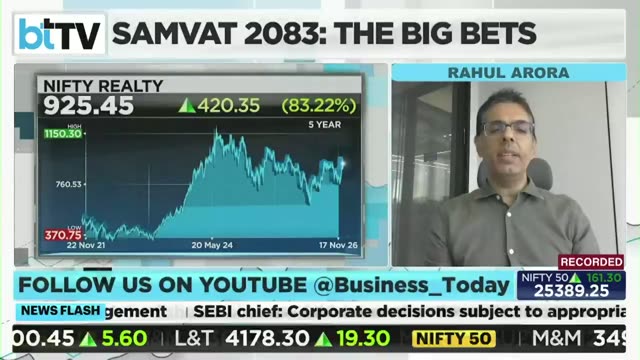 btTV SAMVAT 2083: THE BIG BETS
NIFTY REALTY
925.45 420.35 (83.22%)
5 YEAR
HIGH
1150.30
760.53
LOW
370.75
22 Nov 21 20 May 24 17 Nov 26
RAHUL ARORA
RECORDED
FOLLOW US ON YOUTUBE @Business_Today
NIFTY 50 161.30
25389.25
NEWS FLASH gement SEBI chief: Corporate decisions subject to appropria
00.45 5.60 L&T 4178.30 19.30 NIFTY 50 M&M 349